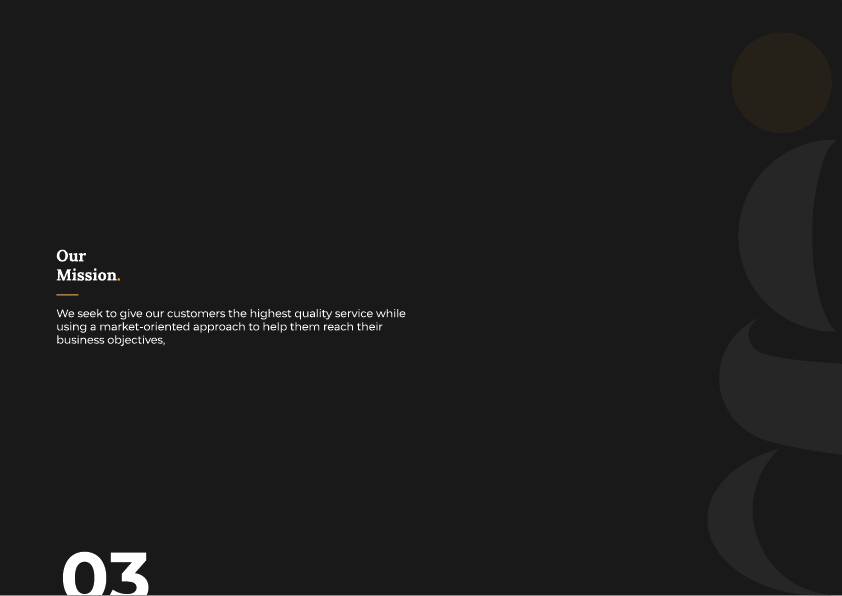 Our
Mission.
We seek to give our customers the highest quality service while
using a market-oriented approach to help them reach their
business objectives,
03